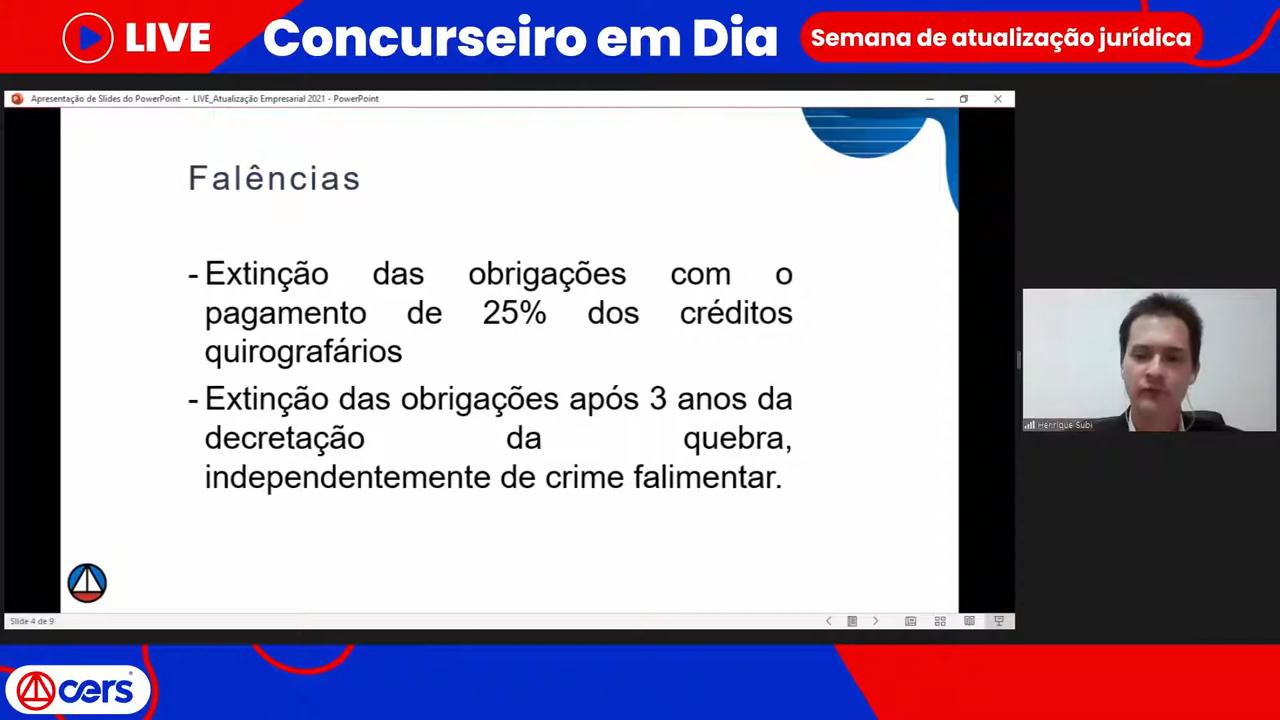 LIVE
Concurseiro em Dia
Semana de atualização jurídica
Apresentação de Slides do PowerPoint - LIVE_Atualização Empresarial 2021 - PowerPoint
Falências
- Extinção das obrigações com o
pagamento de 25% dos créditos
quirografários
- Extinção das obrigações após 3 anos da
decretação da quebra,
independentemente de crime falimentar.
Henrique Subi
Slide 4 de 9
cers